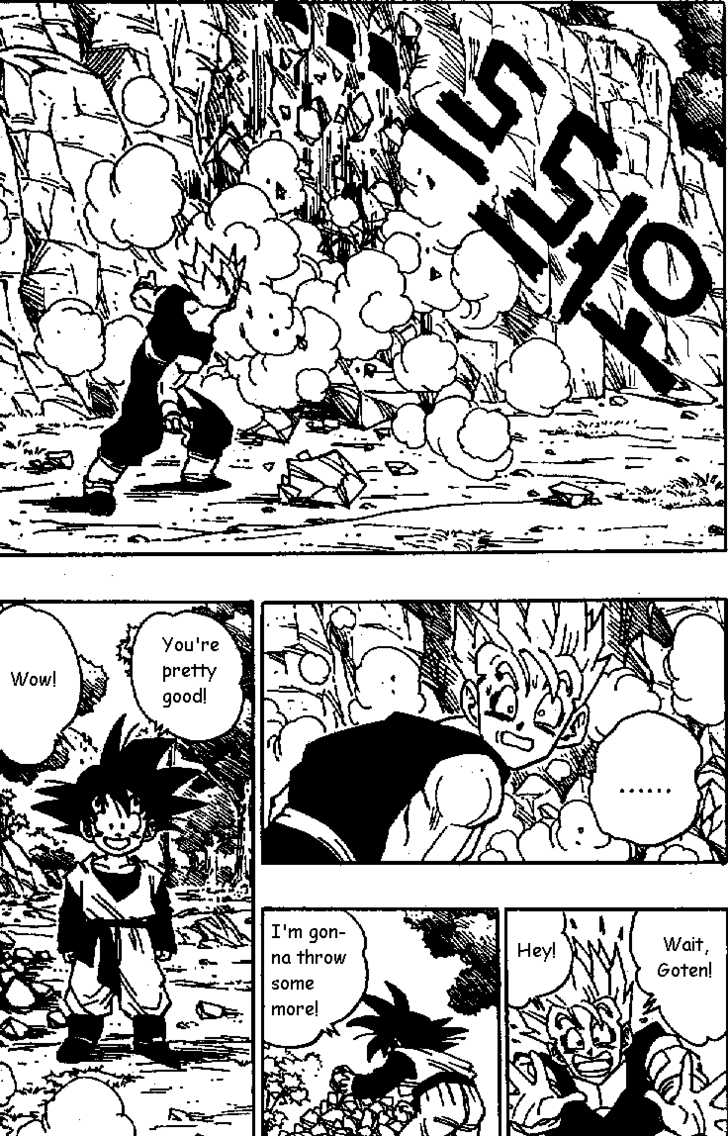 Wow!
You're
pretty
good!
......
I'm gon-
na throw
some
more!
Hey!
Wait,
Goten!